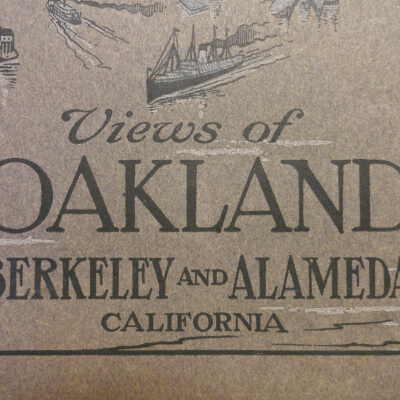 Views of
OAKLAND
BERKELEY AND ALAMEDA
CALIFORNIA